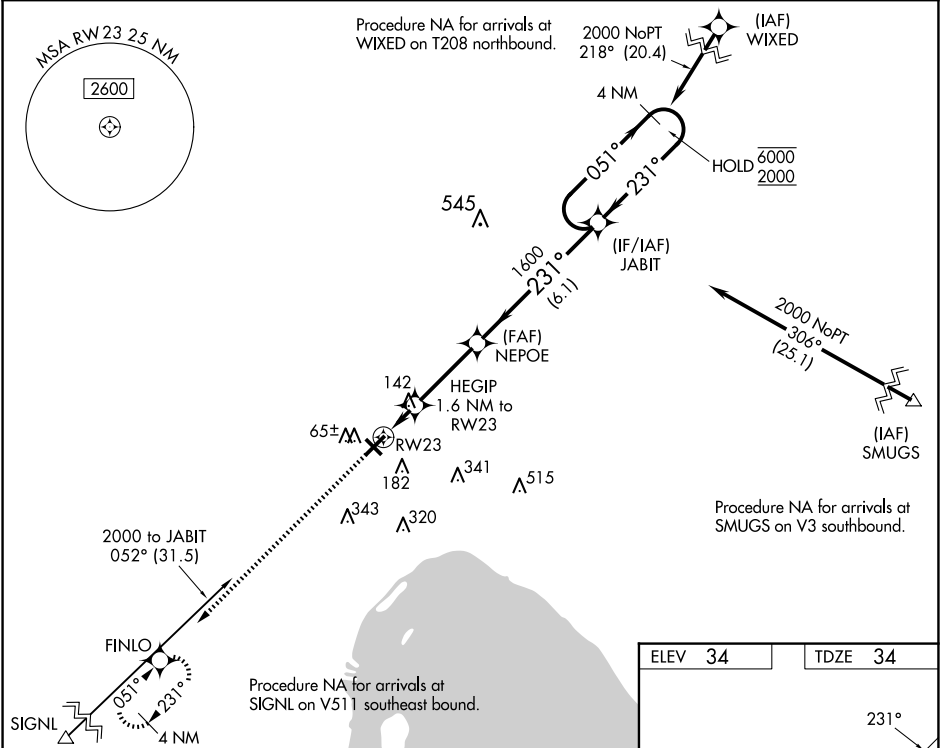 MSA RW 23 25 NM
2600
Procedure NA for arrivals at
WIXED on T208 northbound.
2000 NoPT
218° (20.4)
(IAF)
WIXED
4 NM
051°
231°
HOLD 6000
2000
545
(IF/IAF)
JABIT
1600
231°
(6.1)
(FAF)
NEPOE
2000 NoPT
306°
(25.1)
(IAF)
SMUGS
142
HEGIP
1.6 NM to
RW23
65±
RW23
182
341
515
343
320
Procedure NA for arrivals at
SMUGS on V3 southbound.
2000 to JABIT
052° (31.5)
FINLO
051°
231°
4 NM
SIGNL
Procedure NA for arrivals at
SIGNL on V511 southeast bound.
ELEV 34
TDZE 34
231°